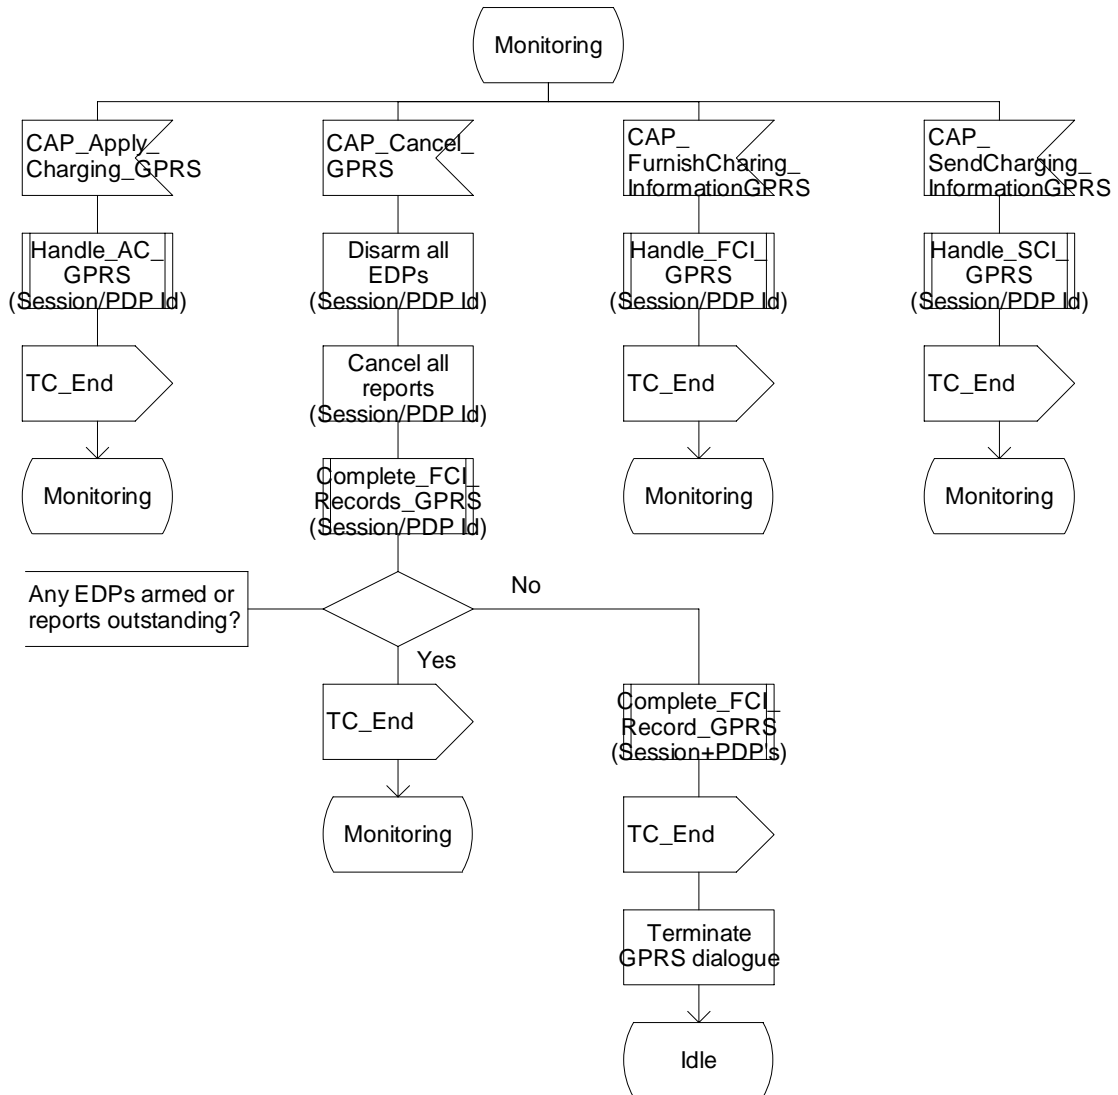 Monitoring
CAP_Apply_
Charging_GPRS
CAP_Cancel_
GPRS
CAP_
FurnishCharing_
InformationGPRS
CAP_
SendCharging_
InformationGPRS
Handle_AC_
GPRS
(Session/PDP Id)
Disarm all
EDPs
(Session/PDP Id)
Handle_FCI_
GPRS
(Session/PDP Id)
Handle_SCI_
GPRS
(Session/PDP Id)
TC_End
Cancel all
reports
(Session/PDP Id)
TC_End
TC_End
Monitoring
Complete_FCI_
Records_GPRS
(Session/PDP Id)
Monitoring
Monitoring
Any EDPs armed or
reports outstanding?
No
Yes
TC_End
Complete_FCI_
Record_GPRS
(Session+PDP's)
Monitoring
TC_End
Terminate
GPRS dialogue
Idle